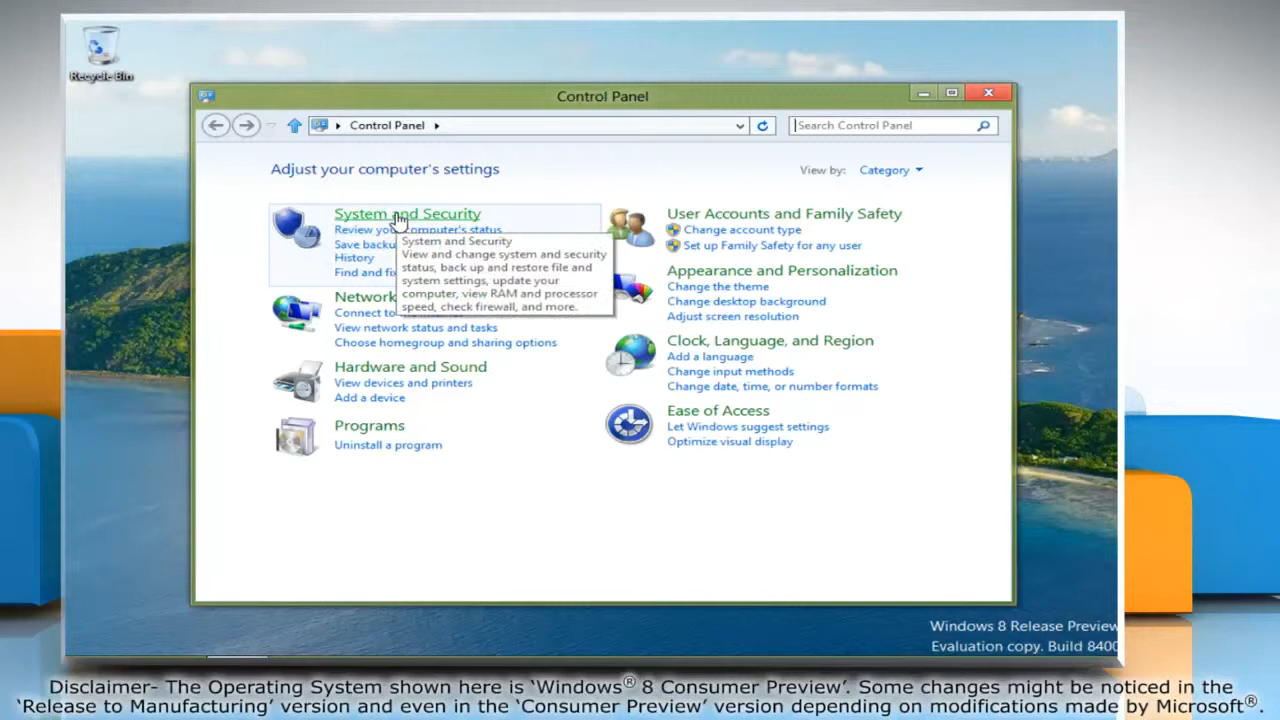 Recycle Bin
Control Panel
Control Panel
Search Control Panel
Adjust your computer's settings
View by:
Category
System and Security
Review your computer's status
Save backu
History
Find and fi
System and Security
View and change system and security
status, back up and restore file and
system settings, update your
computer, view RAM and processor
speed, check firewall, and more.
Network
Connect to
View network status and tasks
Choose homegroup and sharing options
Hardware and Sound
View devices and printers
Add a device
Programs
Uninstall a program
User Accounts and Family Safety
Change account type
Set up Family Safety for any user
Appearance and Personalization
Change the theme
Change desktop background
Adjust screen resolution
Clock, Language, and Region
Add a language
Change input methods
Change date, time, or number formats
Ease of Access
Let Windows suggest settings
Optimize visual display
Windows 8 Release Preview
Evaluation copy. Build 8400
Disclaimer- The Operating System shown here is ‘Windows® 8 Consumer Preview’. Some changes might be noticed in the
‘Release to Manufacturing’ version and even in the ‘Consumer Preview’ version depending on modifications made by Microsoft®.